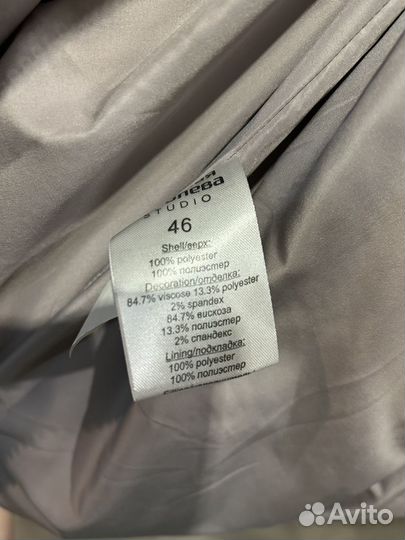 STUDIO
46
Shell/верх:
100% polyester
100% полиэстер
Decoration/отделка:
84.7% viscose 13.3% polyester
2% spandex
84.7% вискоза
13.3% полиэстер
2% спандекс
Lining/подкладка:
100% polyester
100% полиэстер
Avito